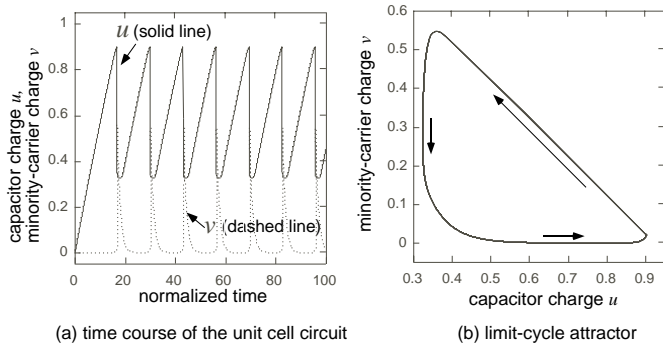 u (solid line)
v (dashed line)
capacitor charge u,
minority-carrier charge v
1
0.8
0.6
0.4
0.2
0
0
20
40
60
80
100
normalized time
(a) time course of the unit cell circuit
minority-carrier charge v
0.6
0.5
0.4
0.3
0.2
0.1
0
0.3
0.4
0.5
0.6
0.7
0.8
0.9
capacitor charge u
(b) limit-cycle attractor